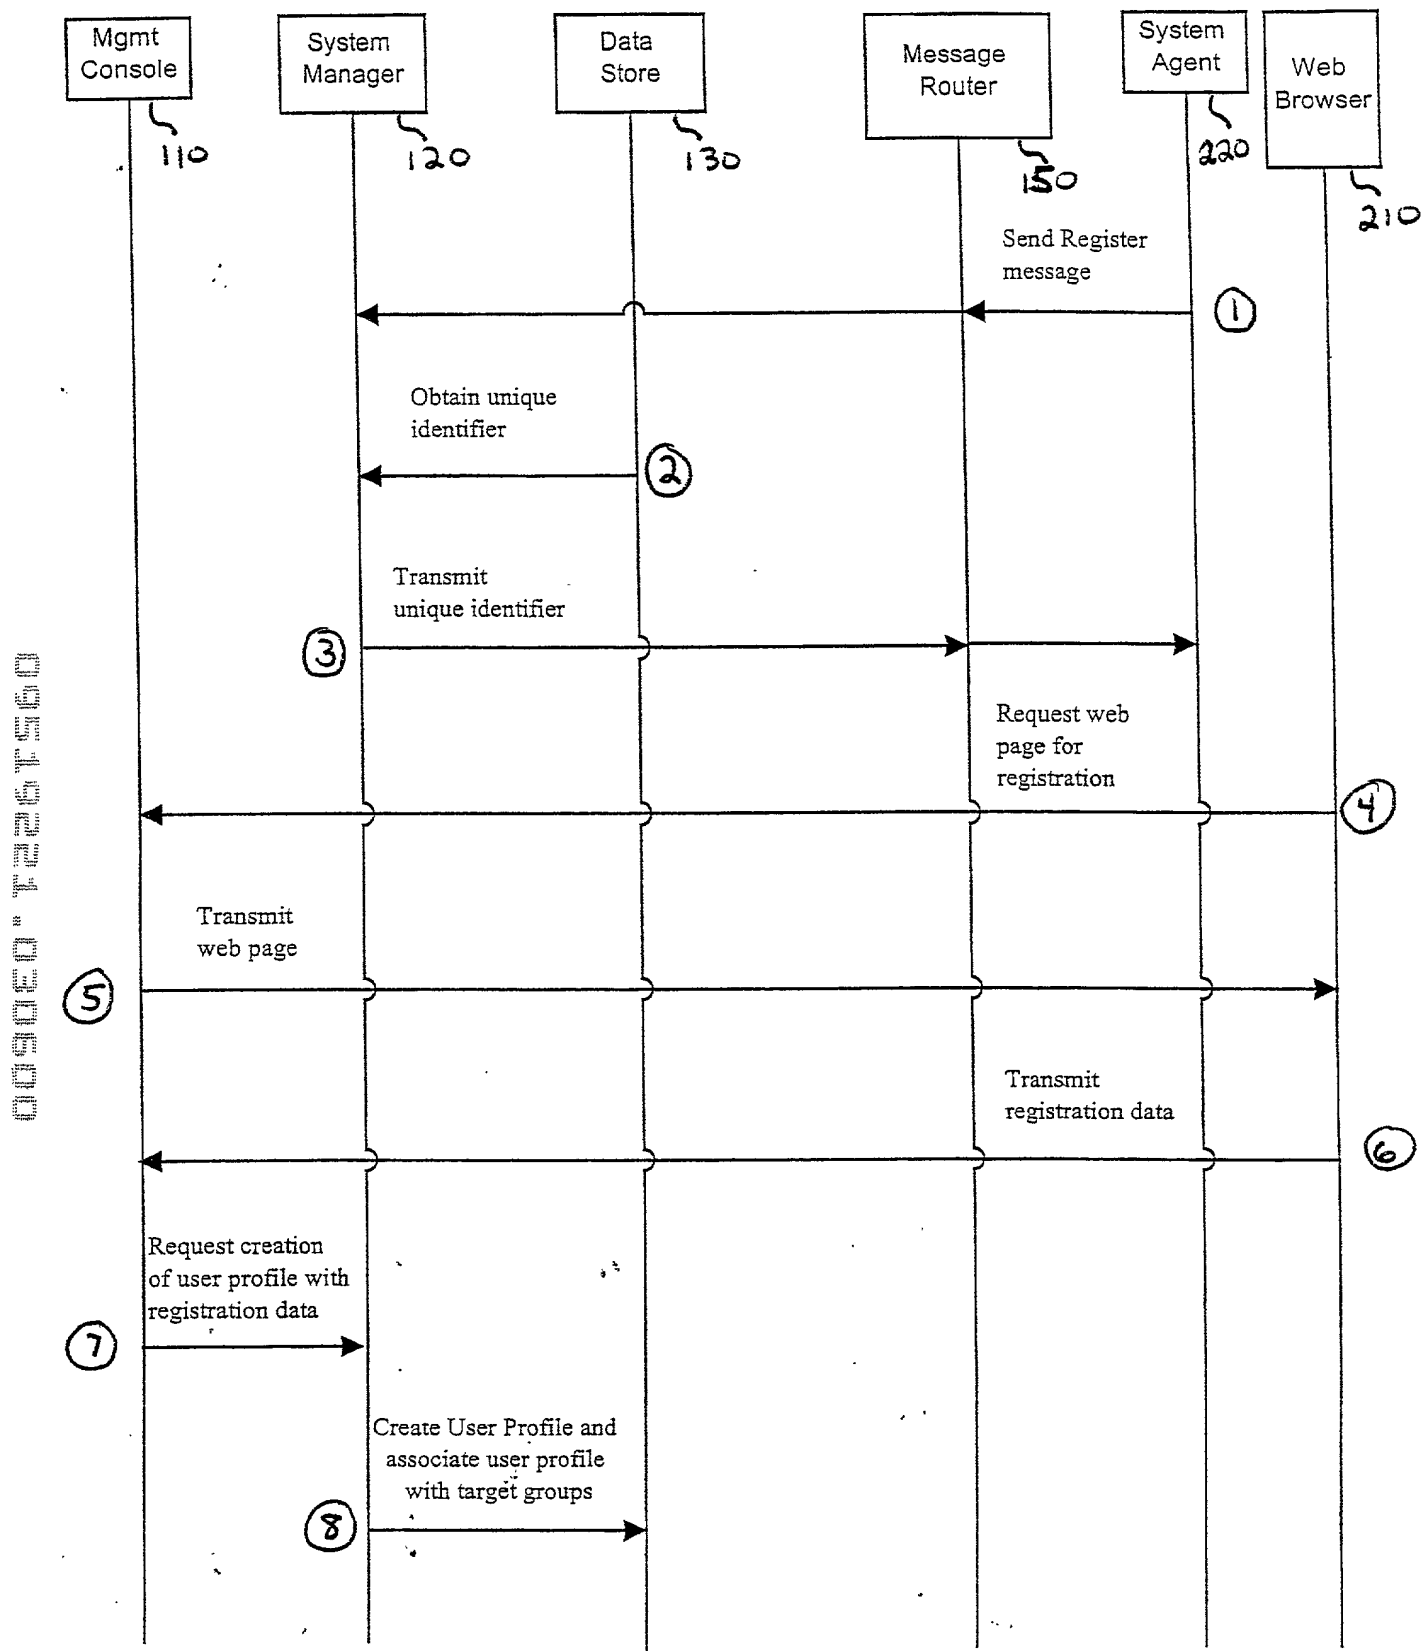 Mgmt
Console
System
Manager
Data
Store
Message
Router
System
Agent
Web
Browser
110
120
130
150
220
210
Send Register
message
1
Obtain unique
identifier
2
Transmit
unique identifier
3
Request web
page for
registration
4
Transmit
web page
5
Transmit
registration data
6
Request creation
of user profile with
registration data
7
Create User Profile and
associate user profile
with target groups
8
09519221.030500